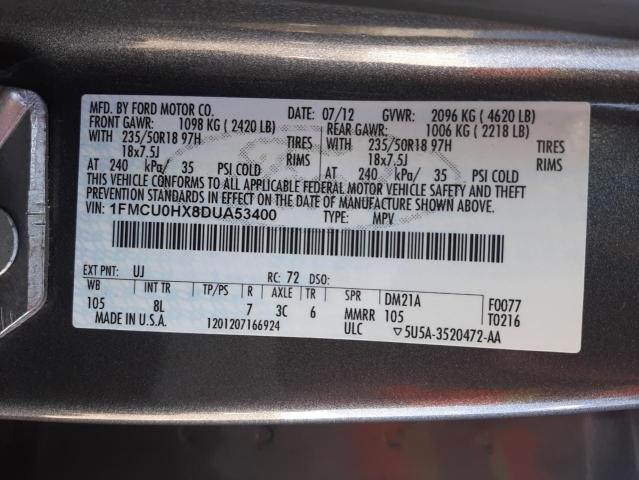 MFD. BY FORD MOTOR CO. DATE: 07/12 GVWR: 2096 KG ( 4620 LB)
FRONT GAWR: 1098 KG ( 2420 LB) REAR GAWR: 1006 KG ( 2218 LB)
WITH 235/50R18 97H TIRES WITH 235/50R18 97H TIRES
18x7.5J RIMS 18x7.5J RIMS
AT 240 kPa/ 35 PSI COLD AT 240 kPa/ 35 PSI COLD
THIS VEHICLE CONFORMS TO ALL APPLICABLE FEDERAL MOTOR VEHICLE SAFETY AND THEFT
PREVENTION STANDARDS IN EFFECT ON THE DATE OF MANUFACTURE SHOWN ABOVE.
VIN: 1FMCU0HX8DUA53400 TYPE: MPV
EXT PNT: UJ RC: 72 DSO:
WB INT TR TP/PS R AXLE TR SPR DM21A F0077
105 8L 7 3C 6 MMRR 105 T0216
MADE IN U.S.A. 1201207166924 ULC ▽5U5A-3520472-AA